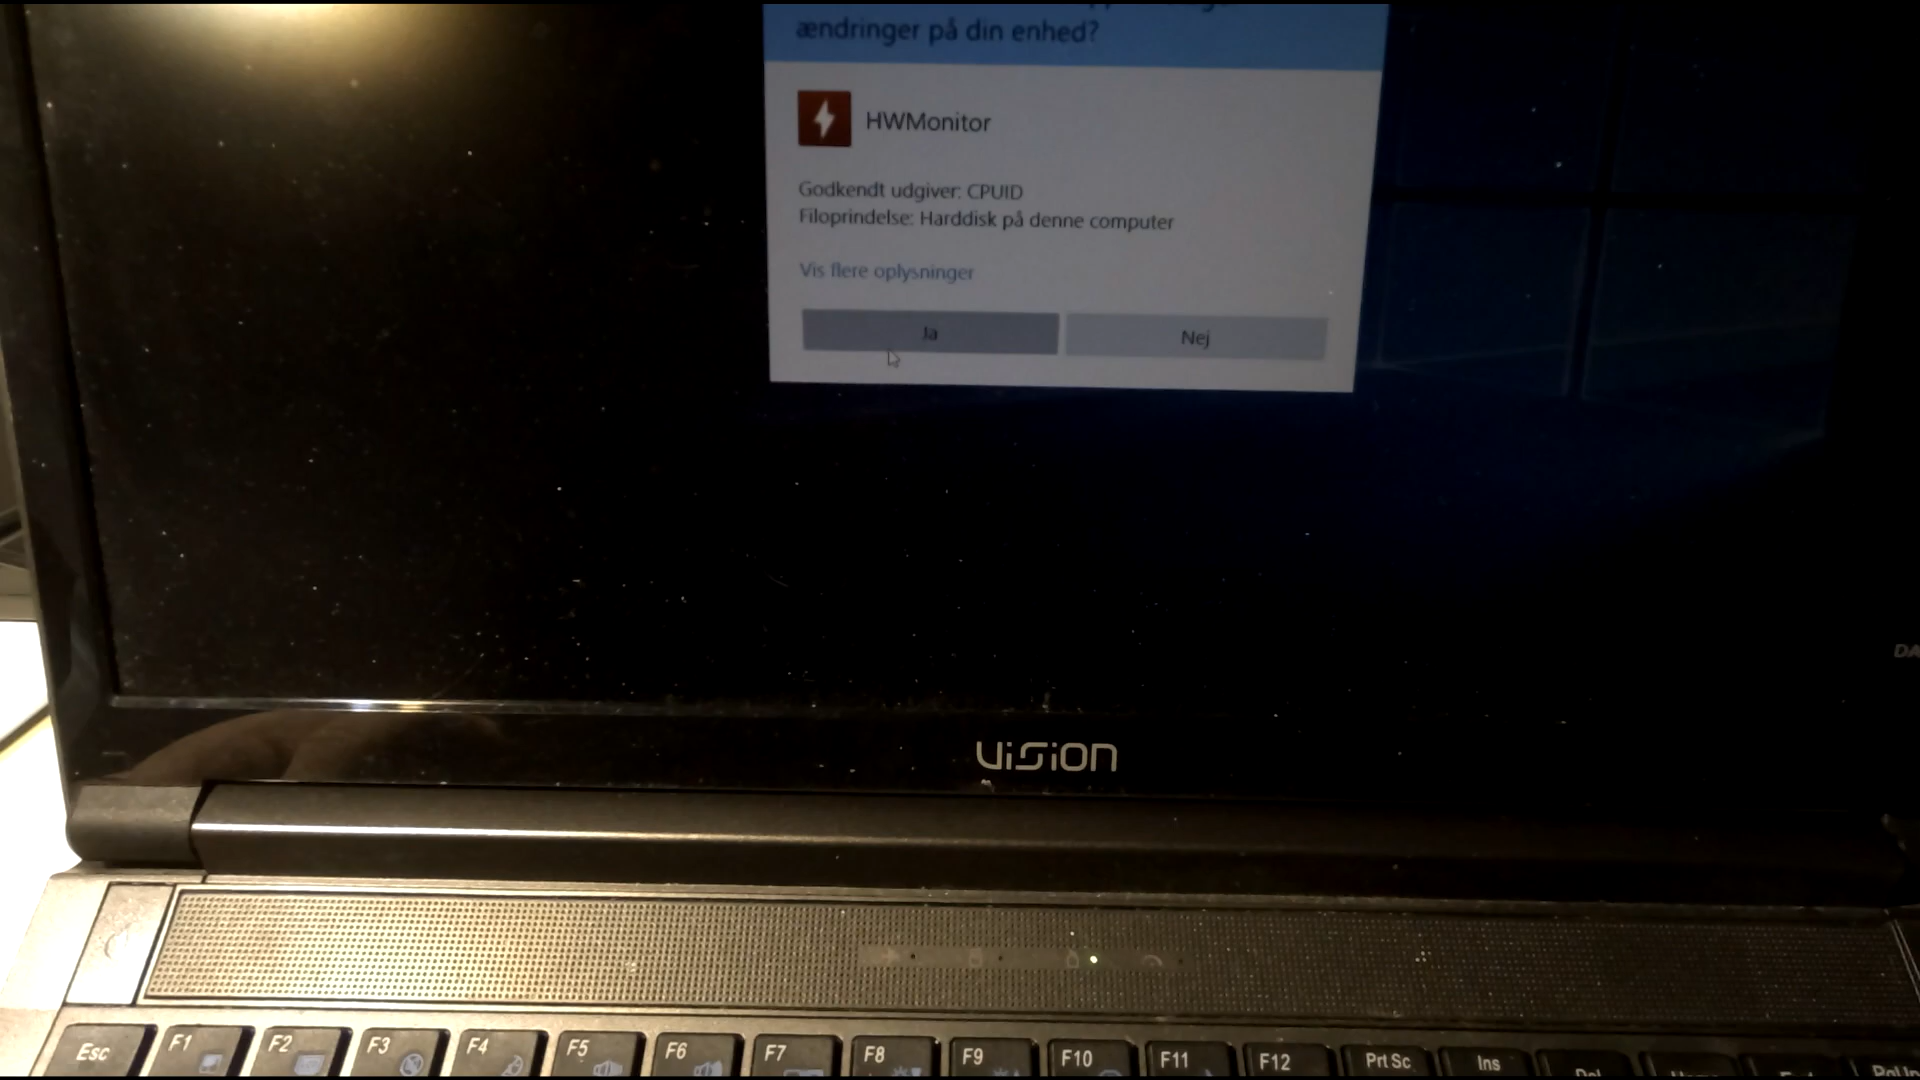 ændringer på din enhed?
HWMonitor
Godkendt udgiver: CPUID
Filoprindelse: Harddisk på denne computer
Vis flere oplysninger
Ja
Nej
DA
vision
Esc
F1
F2
F3
F4
F5
F6
F7
F8
F9
F10
F11
F12
Prt Sc
Ins